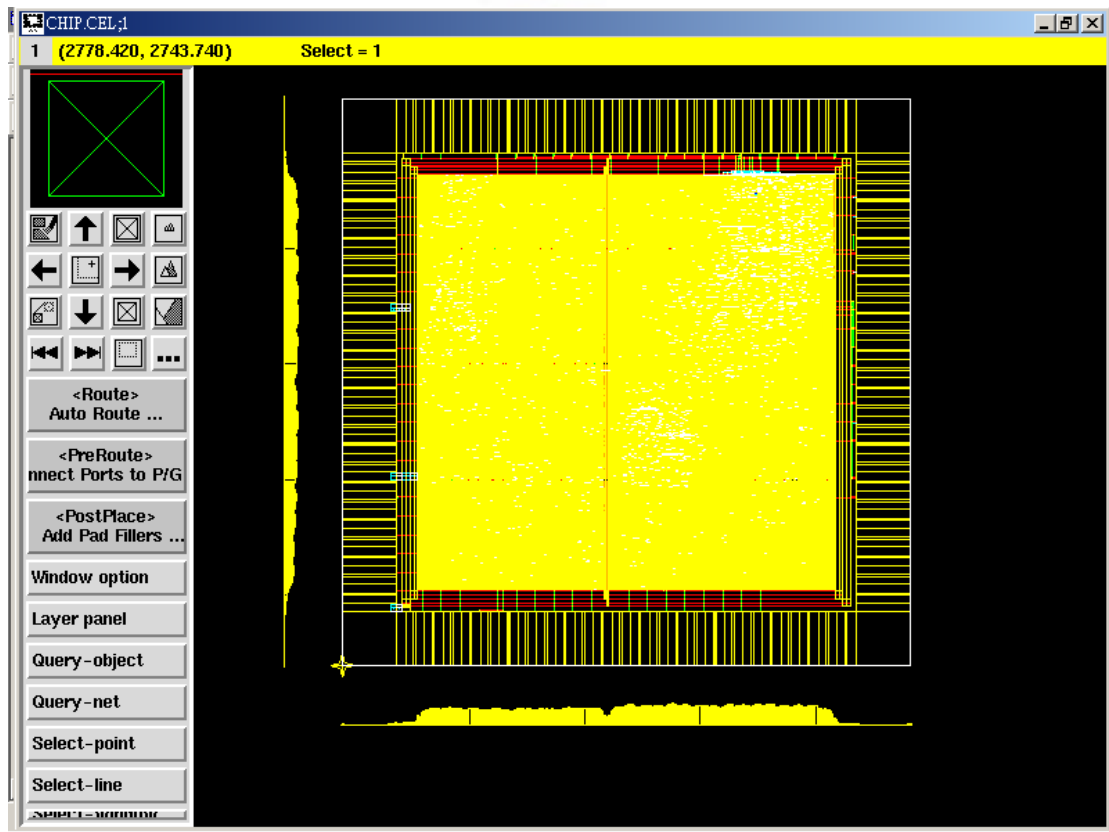 CHIP.CEL;1
1 (2778.420, 2743.740) Select = 1
<Route>
Auto Route ...
<PreRoute>
nnect Ports to P/G
<PostPlace>
Add Pad Fillers ...
Window option
Layer panel
Query-object
Query-net
Select-point
Select-line